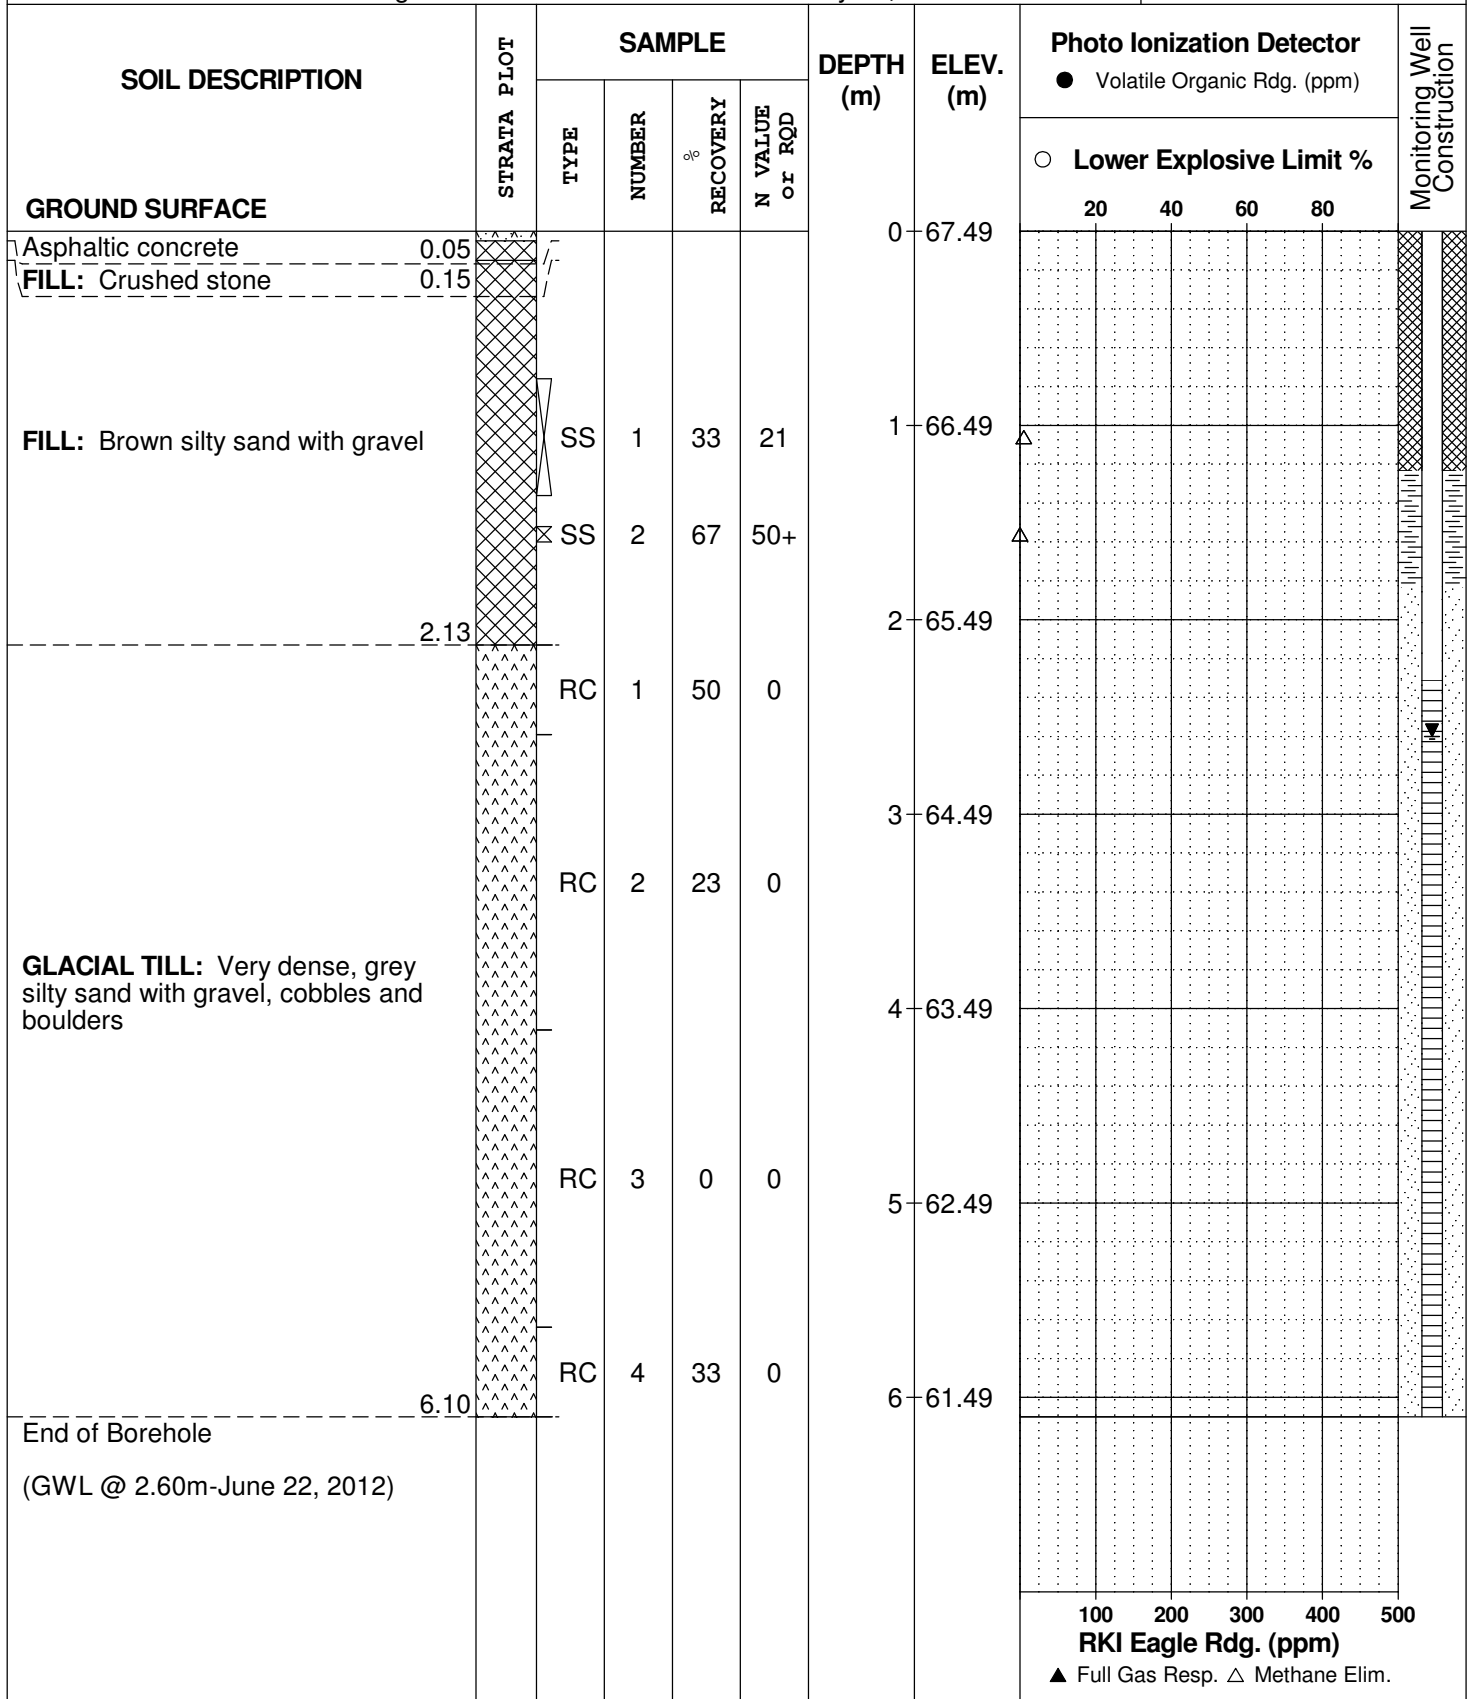 SOIL DESCRIPTION
GROUND SURFACE
STRATA PLOT
SAMPLE
TYPE
NUMBER
% RECOVERY
N VALUE or RQD
DEPTH (m)
ELEV. (m)
Photo Ionization Detector
● Volatile Organic Rdg. (ppm)
○ Lower Explosive Limit %
20 40 60 80
Monitoring Well Construction
0 67.49
Asphaltic concrete 0.05
FILL: Crushed stone 0.15
1 66.49
FILL: Brown silty sand with gravel
SS 1 33 21
SS 2 67 50+
2 65.49
2.13
RC 1 50 0
3 64.49
RC 2 23 0
GLACIAL TILL: Very dense, grey
silty sand with gravel, cobbles and
boulders
4 63.49
RC 3 0 0
5 62.49
RC 4 33 0
6 61.49
6.10
End of Borehole
(GWL @ 2.60m-June 22, 2012)
100 200 300 400 500
RKI Eagle Rdg. (ppm)
▲ Full Gas Resp. △ Methane Elim.